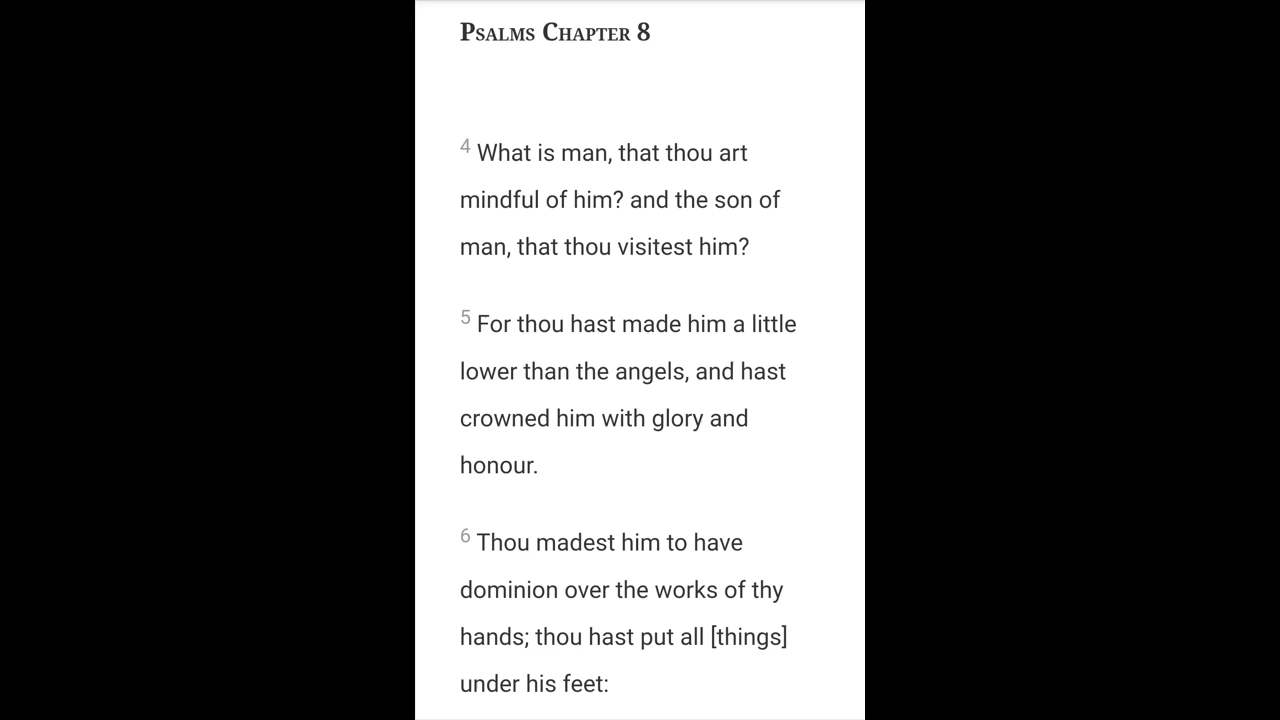 Psalms Chapter 8
4 What is man, that thou art
mindful of him? and the son of
man, that thou visitest him?
5 For thou hast made him a little
lower than the angels, and hast
crowned him with glory and
honour.
6 Thou madest him to have
dominion over the works of thy
hands; thou hast put all [things]
under his feet: